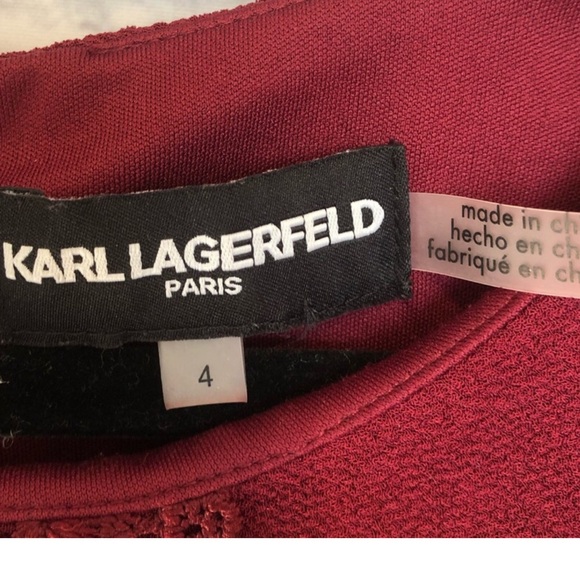 KARL LAGERFELD
PARIS
4
made in
hecho en
fabriqué en